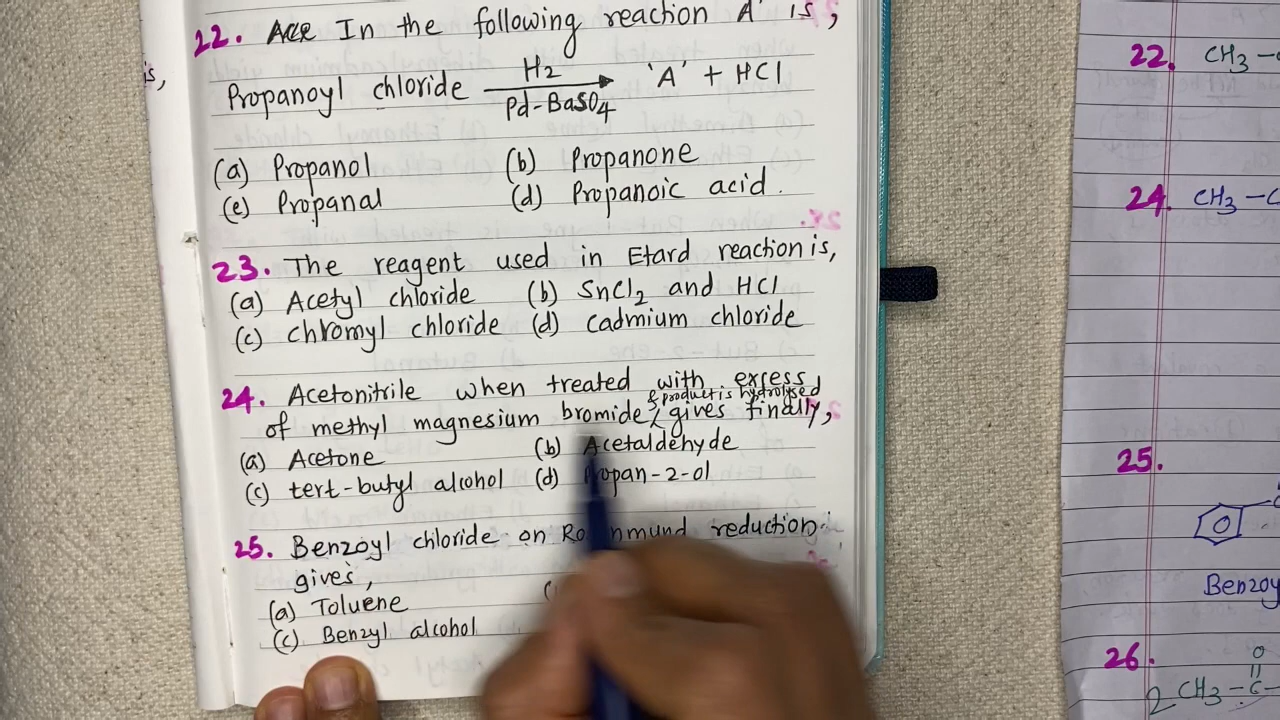 22. In the following reaction 'A' is,
Propanoyl chloride H2 Pd-BaSO4 'A' + HCl
(a) Propanol (b) Propanone
(c) Propanal (d) Propanoic acid.
23. The reagent used in Etard reaction is,
(a) Acetyl chloride (b) SnCl2 and HCl
(c) chromyl chloride (d) cadmium chloride
24. Acetonitrile when treated with excess
& product is hydrolysed
of methyl magnesium bromide gives finally,
(a) Acetone (b) Acetaldehyde
(c) tert-butyl alcohol (d) Propan-2-ol
25. Benzoyl chloride on Rosenmund reduction
gives,
(a) Toluene
(c) Benzyl alcohol
is,
22. CH3-
24. CH3-C
25.
Benzoy
26. O
2 CH3-C-